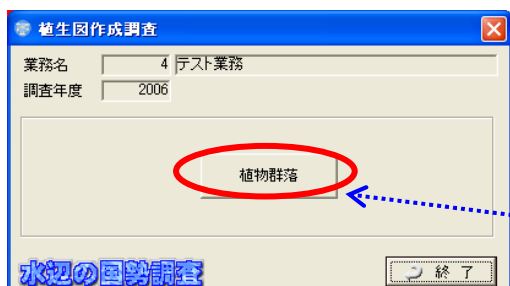 植生図作成調査
業務名 4 テスト業務
調査年度 2006
植物群落
水辺の国勢調査 終 了